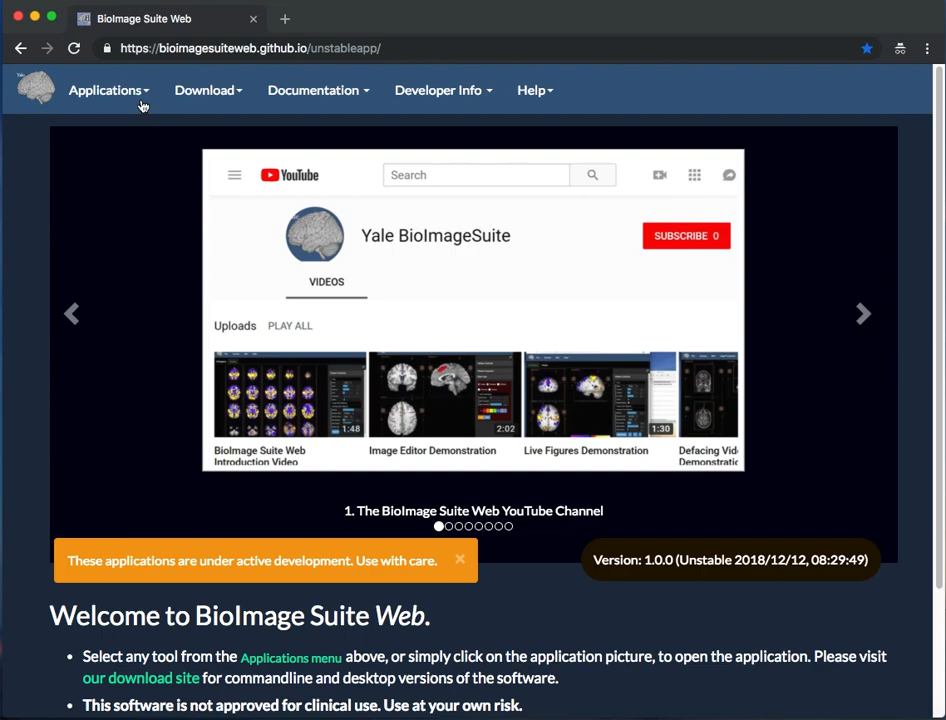 BioImage Suite Web
https://bioimagesuiteweb.github.io/unstableapp/
Yale
Applications
Download
Documentation
Developer Info
Help
YouTube
Search
Yale BioImageSuite
SUBSCRIBE 0
VIDEOS
Uploads PLAY ALL
1:48
2:02
1:30
BioImage Suite Web
Introduction Video
Image Editor Demonstration
Live Figures Demonstration
Defacing Vid
Demonstrati
1. The BioImage Suite Web YouTube Channel
These applications are under active development. Use with care.
Version: 1.0.0 (Unstable 2018/12/12, 08:29:49)
Welcome to BioImage Suite Web.
• Select any tool from the Applications menu above, or simply click on the application picture, to open the application. Please visit
our download site for commandline and desktop versions of the software.
• This software is not approved for clinical use. Use at your own risk.